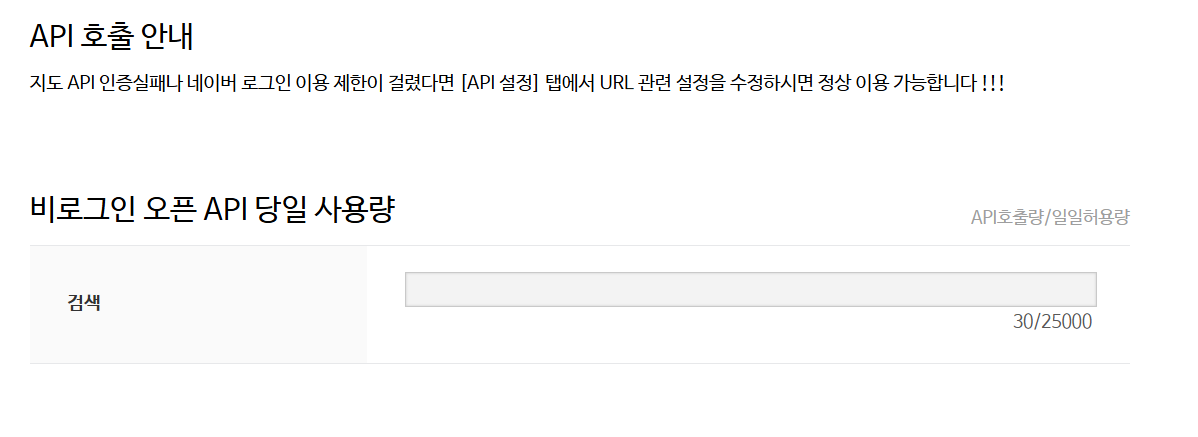 API 호출 안내
지도 API 인증실패나 네이버 로그인 이용 제한이 걸렸다면 [API 설정] 탭에서 URL 관련 설정을 수정하시면 정상 이용 가능합니다 !!!
비로그인 오픈 API 당일 사용량
API호출량/일일허용량
검색
30/25000